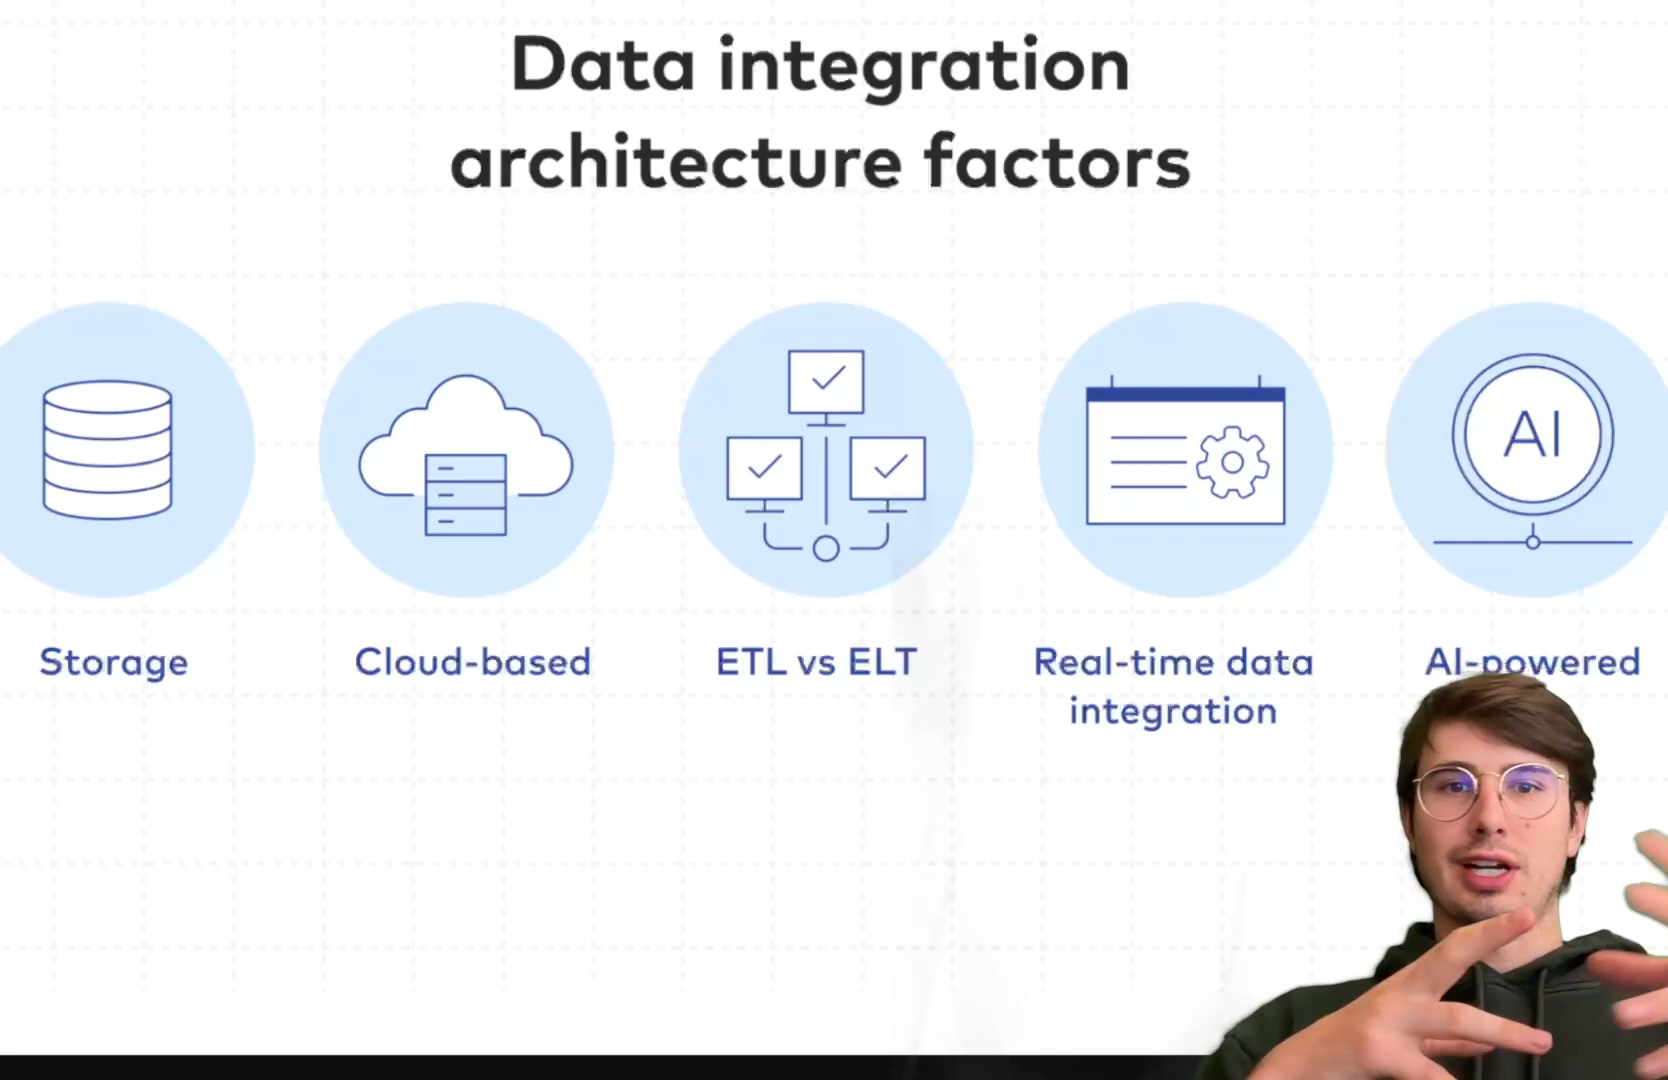 Data integration
architecture factors
AI
Storage
Cloud-based
ETL vs ELT
Real-time data
integration
AI-powered